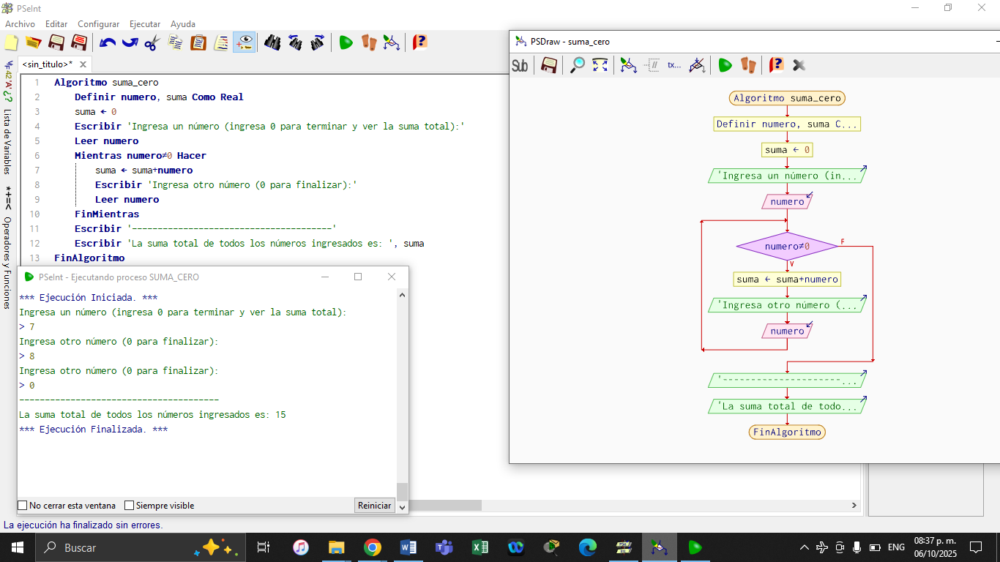 PSeInt
Archivo Editar Configurar Ejecutar Ayuda
<sin_titulo>* X
42 'A' ¿? Lista de Variables
*+=< Operadores y Funciones
1 Algoritmo suma_cero
2 Definir numero, suma Como Real
3 suma ← 0
4 Escribir 'Ingresa un número (ingresa 0 para terminar y ver la suma total):'
5 Leer numero
6 Mientras numero≠0 Hacer
7 suma ← suma+numero
8 Escribir 'Ingresa otro número (0 para finalizar):'
9 Leer numero
10 FinMientras
11 Escribir '---------------------------------------'
12 Escribir 'La suma total de todos los números ingresados es: ', suma
13 FinAlgoritmo
PSeInt - Ejecutando proceso SUMA_CERO
*** Ejecución Iniciada. ***
Ingresa un número (ingresa 0 para terminar y ver la suma total):
> 7
Ingresa otro número (0 para finalizar):
> 8
Ingresa otro número (0 para finalizar):
> 0
---------------------------------------
La suma total de todos los números ingresados es: 15
*** Ejecución Finalizada. ***
No cerrar esta ventana Siempre visible Reiniciar
PSDraw - suma_cero
Sub // tx...
Algoritmo suma_cero
Definir numero, suma C...
suma ← 0
'Ingresa un número (in...
numero
numero≠0
F
V
suma ← suma+numero
'Ingresa otro número (...
numero
'---------------------...
'La suma total de todo...
FinAlgoritmo
La ejecución ha finalizado sin errores.
Buscar
ENG
08:37 p. m.
06/10/2025